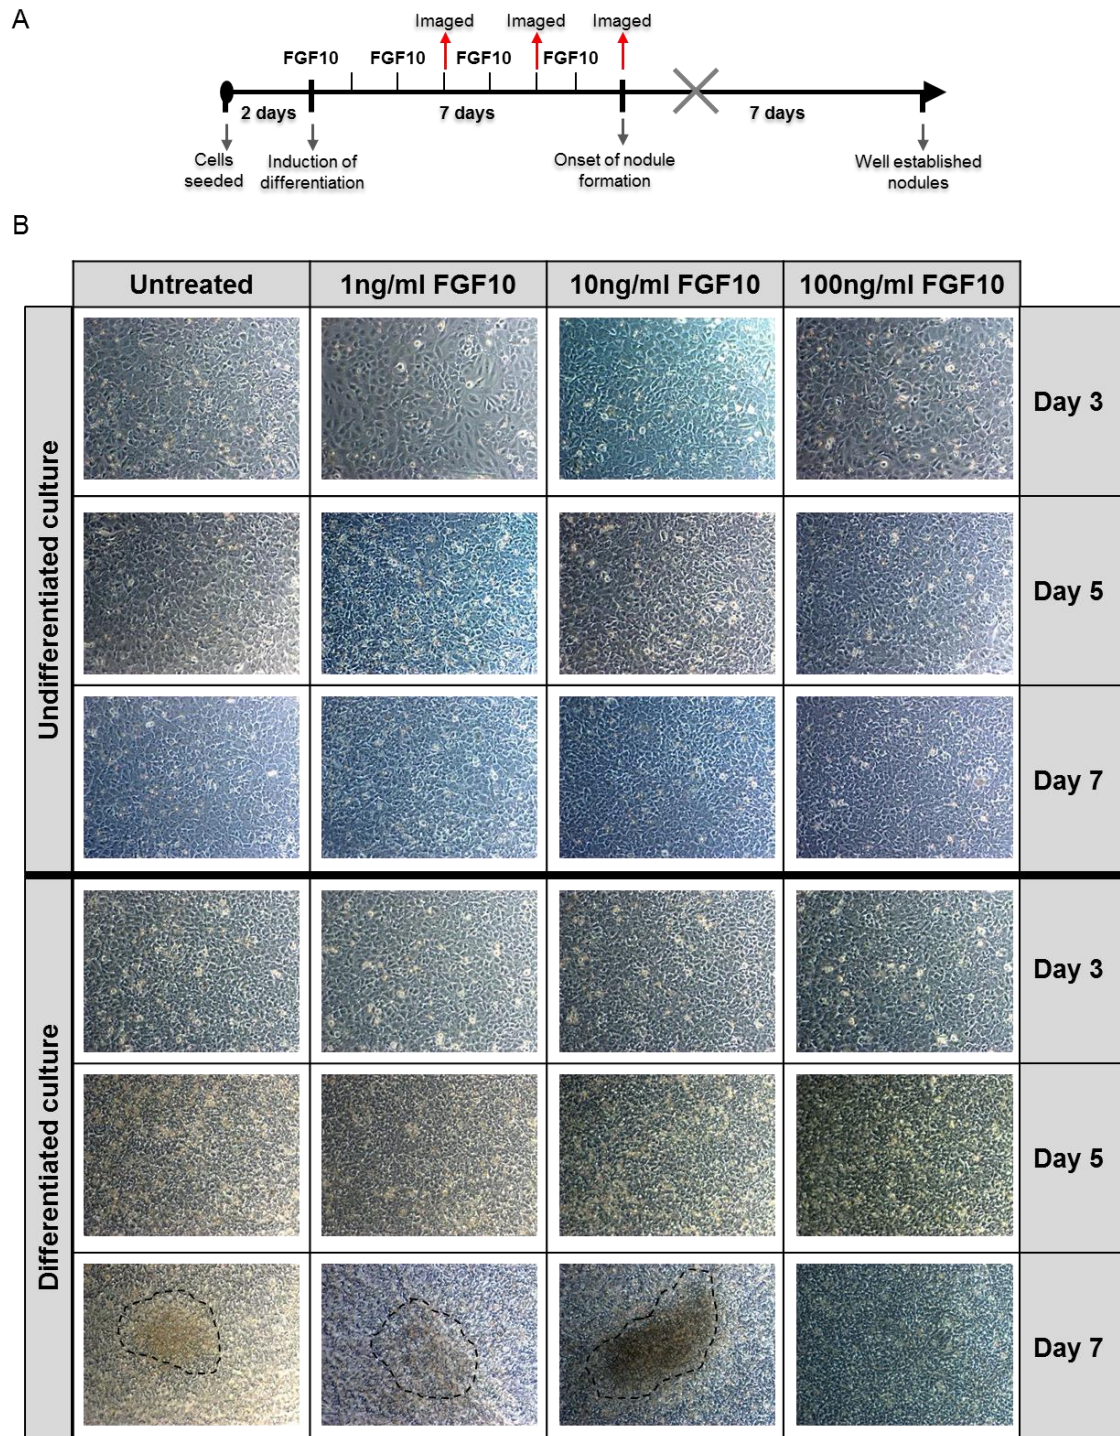 A
Imaged Imaged Imaged
FGF10 FGF10 FGF10 FGF10
2 days 7 days 7 days
Cells
seeded
Induction of
differentiation
Onset of nodule
formation
Well established
nodules
B
Untreated 1ng/ml FGF10 10ng/ml FGF10 100ng/ml FGF10
Undifferentiated culture
Day 3
Day 5
Day 7
Differentiated culture
Day 3
Day 5
Day 7